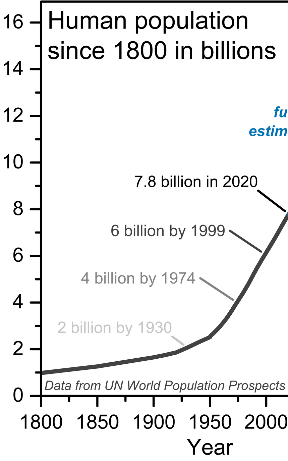 Human population
since 1800 in billions
16
14
12
10
8
6
4
2
0
fu
estim
7.8 billion in 2020
6 billion by 1999
4 billion by 1974
2 billion by 1930
Data from UN World Population Prospects
1800 1850 1900 1950 2000
Year